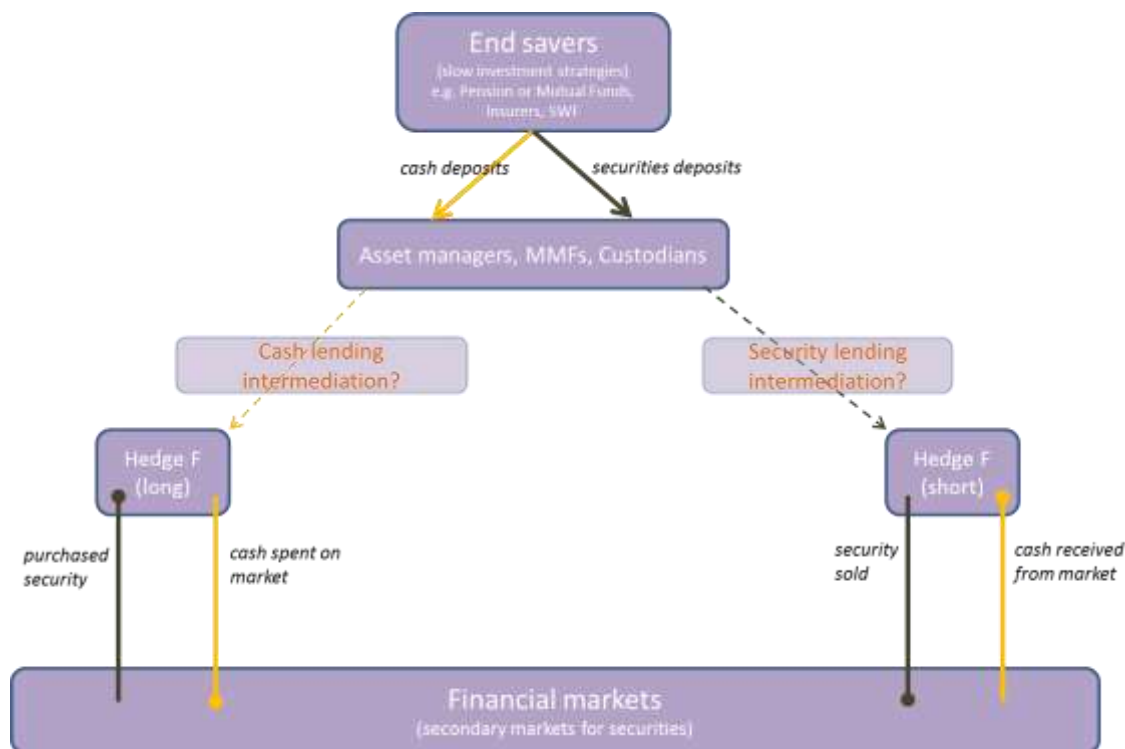 End savers
(slow investment strategies)
e.g. Pension or Mutual Funds,
Insurers, SWF
cash deposits
securities deposits
Asset managers, MMFs, Custodians
Cash lending
intermediation?
Security lending
intermediation?
Hedge F
(long)
Hedge F
(short)
purchased
security
cash spent on
market
security
sold
cash received
from market
Financial markets
(secondary markets for securities)